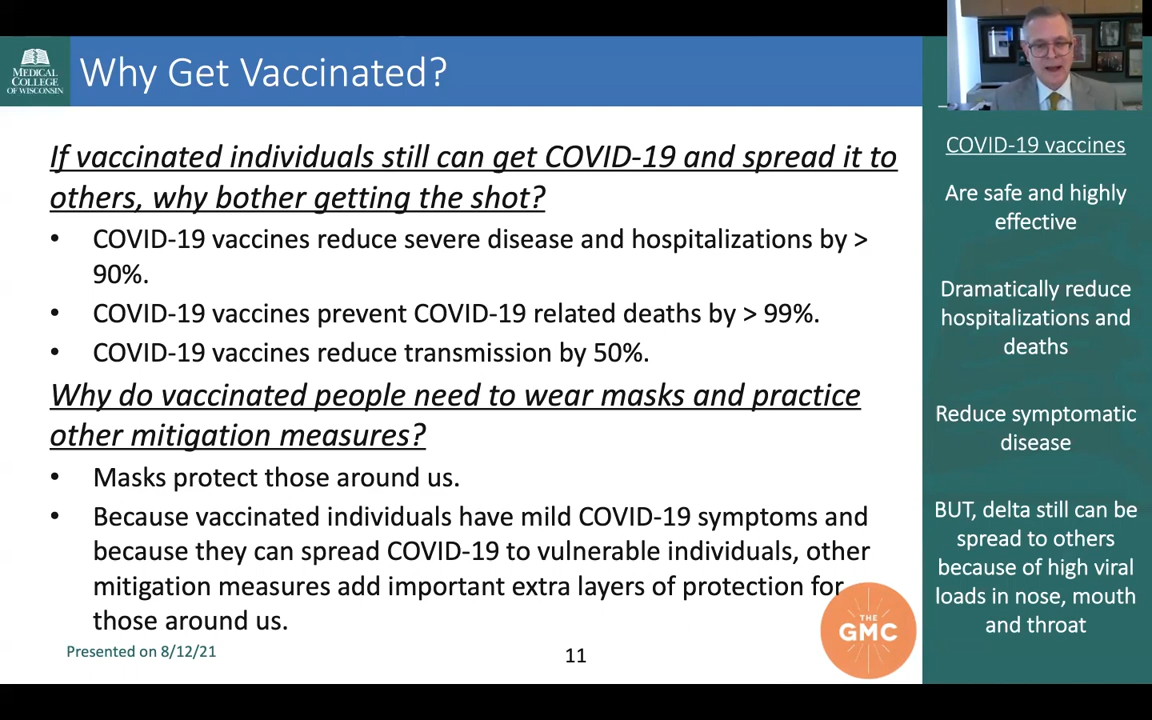 MEDICAL
COLLEGE
OF WISCONSIN
Why Get Vaccinated?
If vaccinated individuals still can get COVID-19 and spread it to
others, why bother getting the shot?
• COVID-19 vaccines reduce severe disease and hospitalizations by >
90%.
• COVID-19 vaccines prevent COVID-19 related deaths by > 99%.
• COVID-19 vaccines reduce transmission by 50%.
Why do vaccinated people need to wear masks and practice
other mitigation measures?
• Masks protect those around us.
• Because vaccinated individuals have mild COVID-19 symptoms and
because they can spread COVID-19 to vulnerable individuals, other
mitigation measures add important extra layers of protection for
those around us.
Presented on 8/12/21
11
THE
GMC
COVID-19 vaccines
Are safe and highly
effective
Dramatically reduce
hospitalizations and
deaths
Reduce symptomatic
disease
BUT, delta still can be
spread to others
because of high viral
loads in nose, mouth
and throat